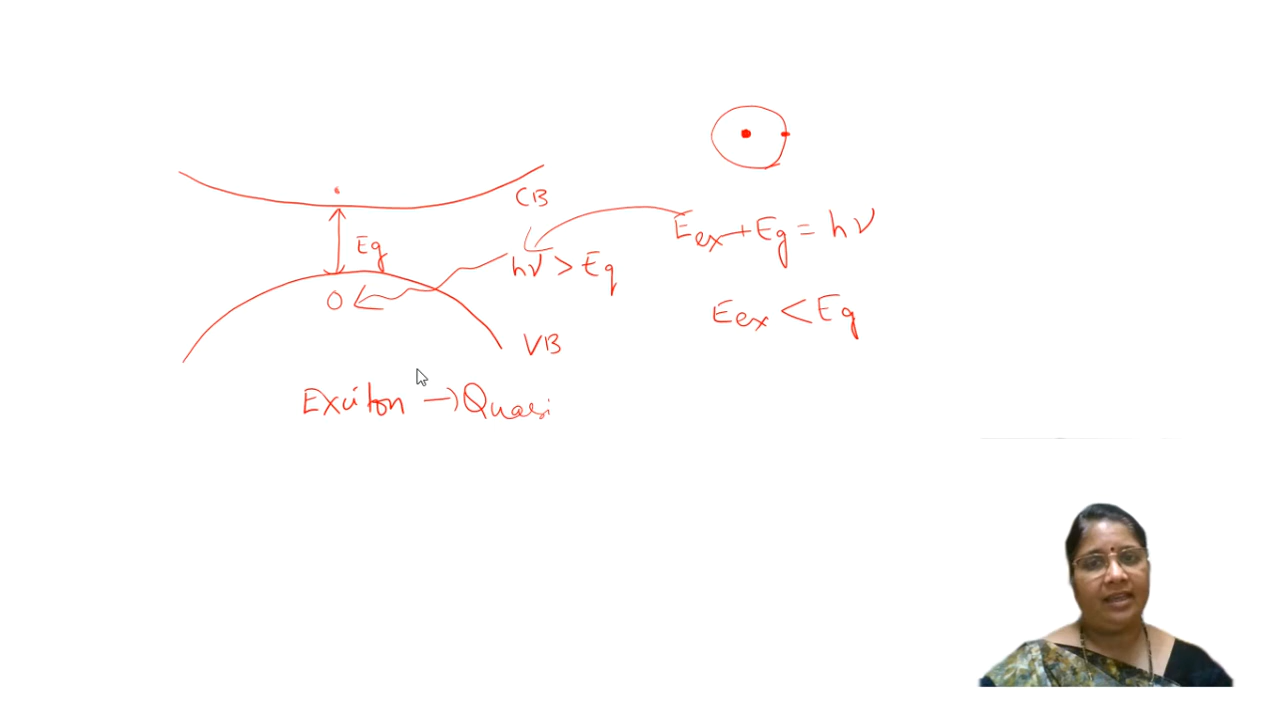 CB
Eg
hν > Eg
Eex + Eg = hν
Eex < Eg
VB
Exciton → Quasi